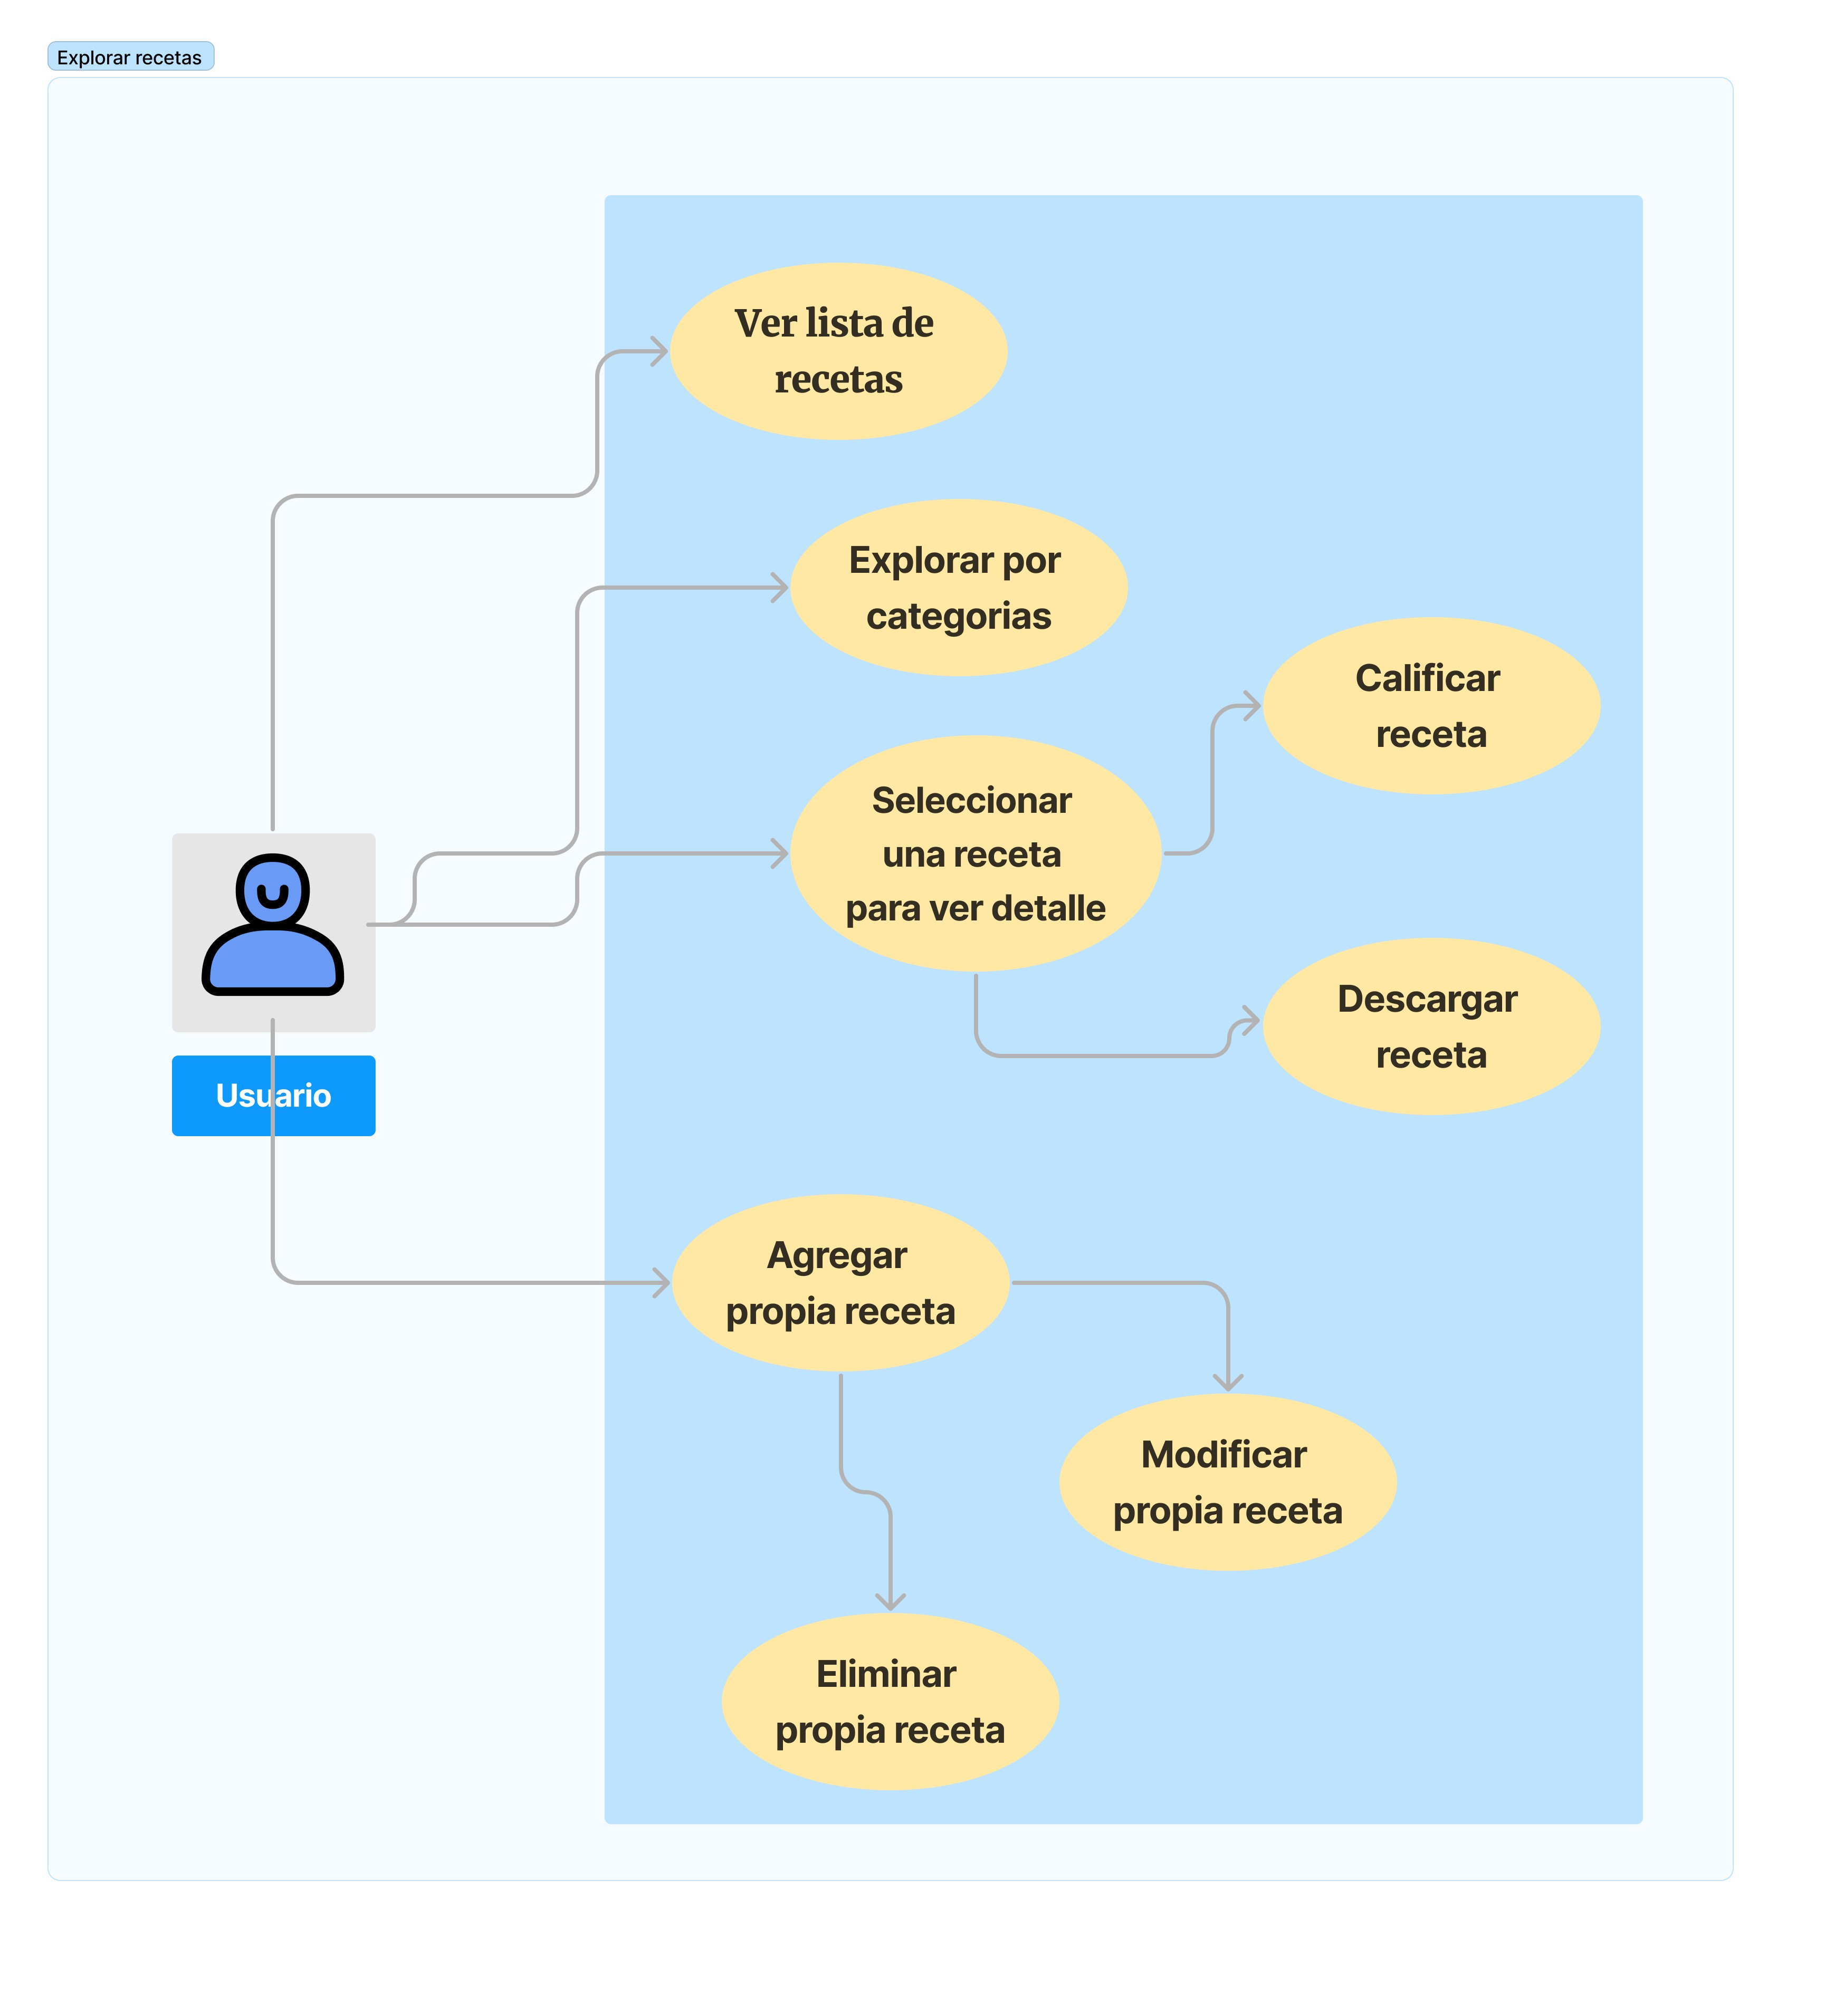 Explorar recetas
Ver lista de
recetas
Explorar por
categorias
Calificar
receta
Seleccionar
una receta
para ver detalle
Descargar
receta
Usuario
Agregar
propia receta
Modificar
propia receta
Eliminar
propia receta